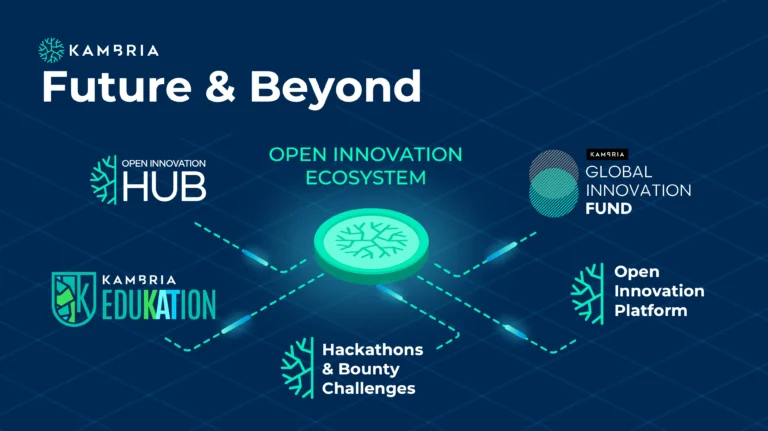 KAMBRIA
Future & Beyond
OPEN INNOVATION
HUB
OPEN INNOVATION
ECOSYSTEM
KAMBRIA
GLOBAL
INNOVATION
FUND
KAMBRIA
EDUKATION
Hackathons
& Bounty
Challenges
Open
Innovation
Platform